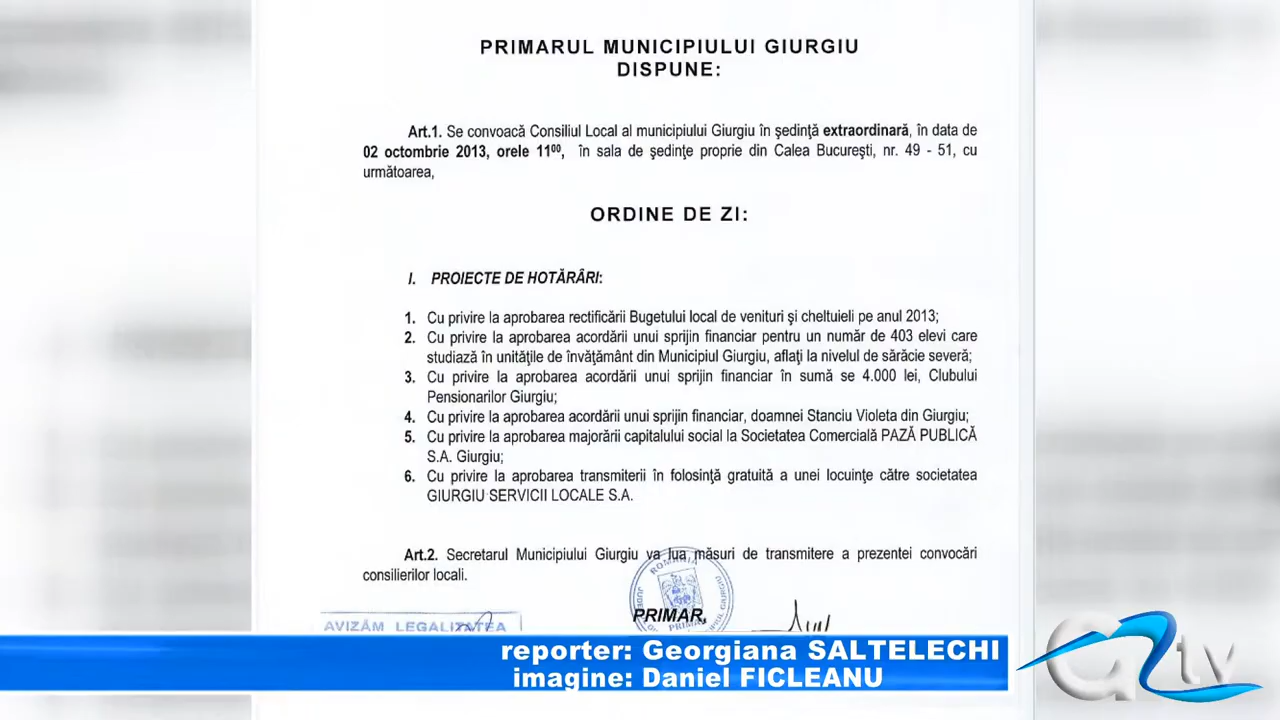 PRIMARUL MUNICIPIULUI GIURGIU
DISPUNE:
Art.1. Se convoacă Consiliul Local al municipiului Giurgiu în şedinţă extraordinară, în data de
02 octombrie 2013, orele 11⁰⁰, în sala de şedinţe proprie din Calea Bucureşti, nr. 49 - 51, cu
următoarea,
ORDINE DE ZI:
I. PROIECTE DE HOTĂRÂRI:
1. Cu privire la aprobarea rectificării Bugetului local de venituri şi cheltuieli pe anul 2013;
2. Cu privire la aprobarea acordării unui sprijin financiar pentru un număr de 403 elevi care
studiază în unităţile de învăţământ din Municipiul Giurgiu, aflaţi la nivelul de sărăcie severă;
3. Cu privire la aprobarea acordării unui sprijin financiar în sumă se 4.000 lei, Clubului
Pensionarilor Giurgiu;
4. Cu privire la aprobarea acordării unui sprijin financiar, doamnei Stanciu Violeta din Giurgiu;
5. Cu privire la aprobarea majorării capitalului social la Societatea Comercială PAZĂ PUBLICĂ
S.A. Giurgiu;
6. Cu privire la aprobarea transmiterii în folosinţă gratuită a unei locuinţe către societatea
GIURGIU SERVICII LOCALE S.A.
Art.2. Secretarul Municipiului Giurgiu va lua măsuri de transmitere a prezentei convocări
consilierilor locali.
ROMÂNIA
PRIMAR,
AVIZĂM LEGALITATEA
reporter: Georgiana SALTELECHI
imagine: Daniel FICLEANU
G2tv